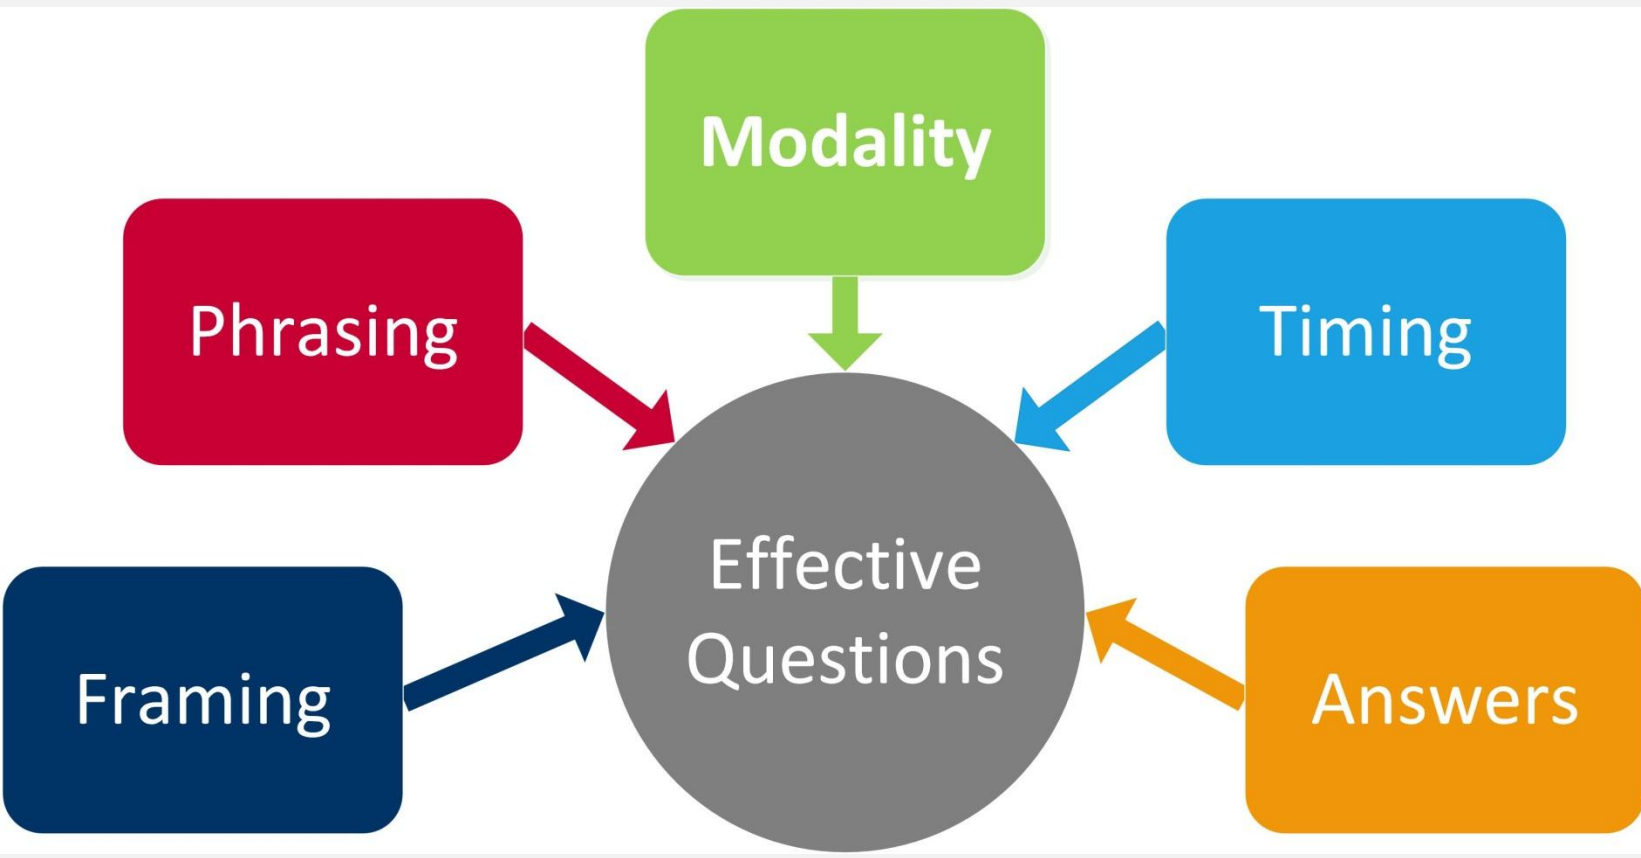 Modality
Phrasing
Timing
Effective
Questions
Framing
Answers